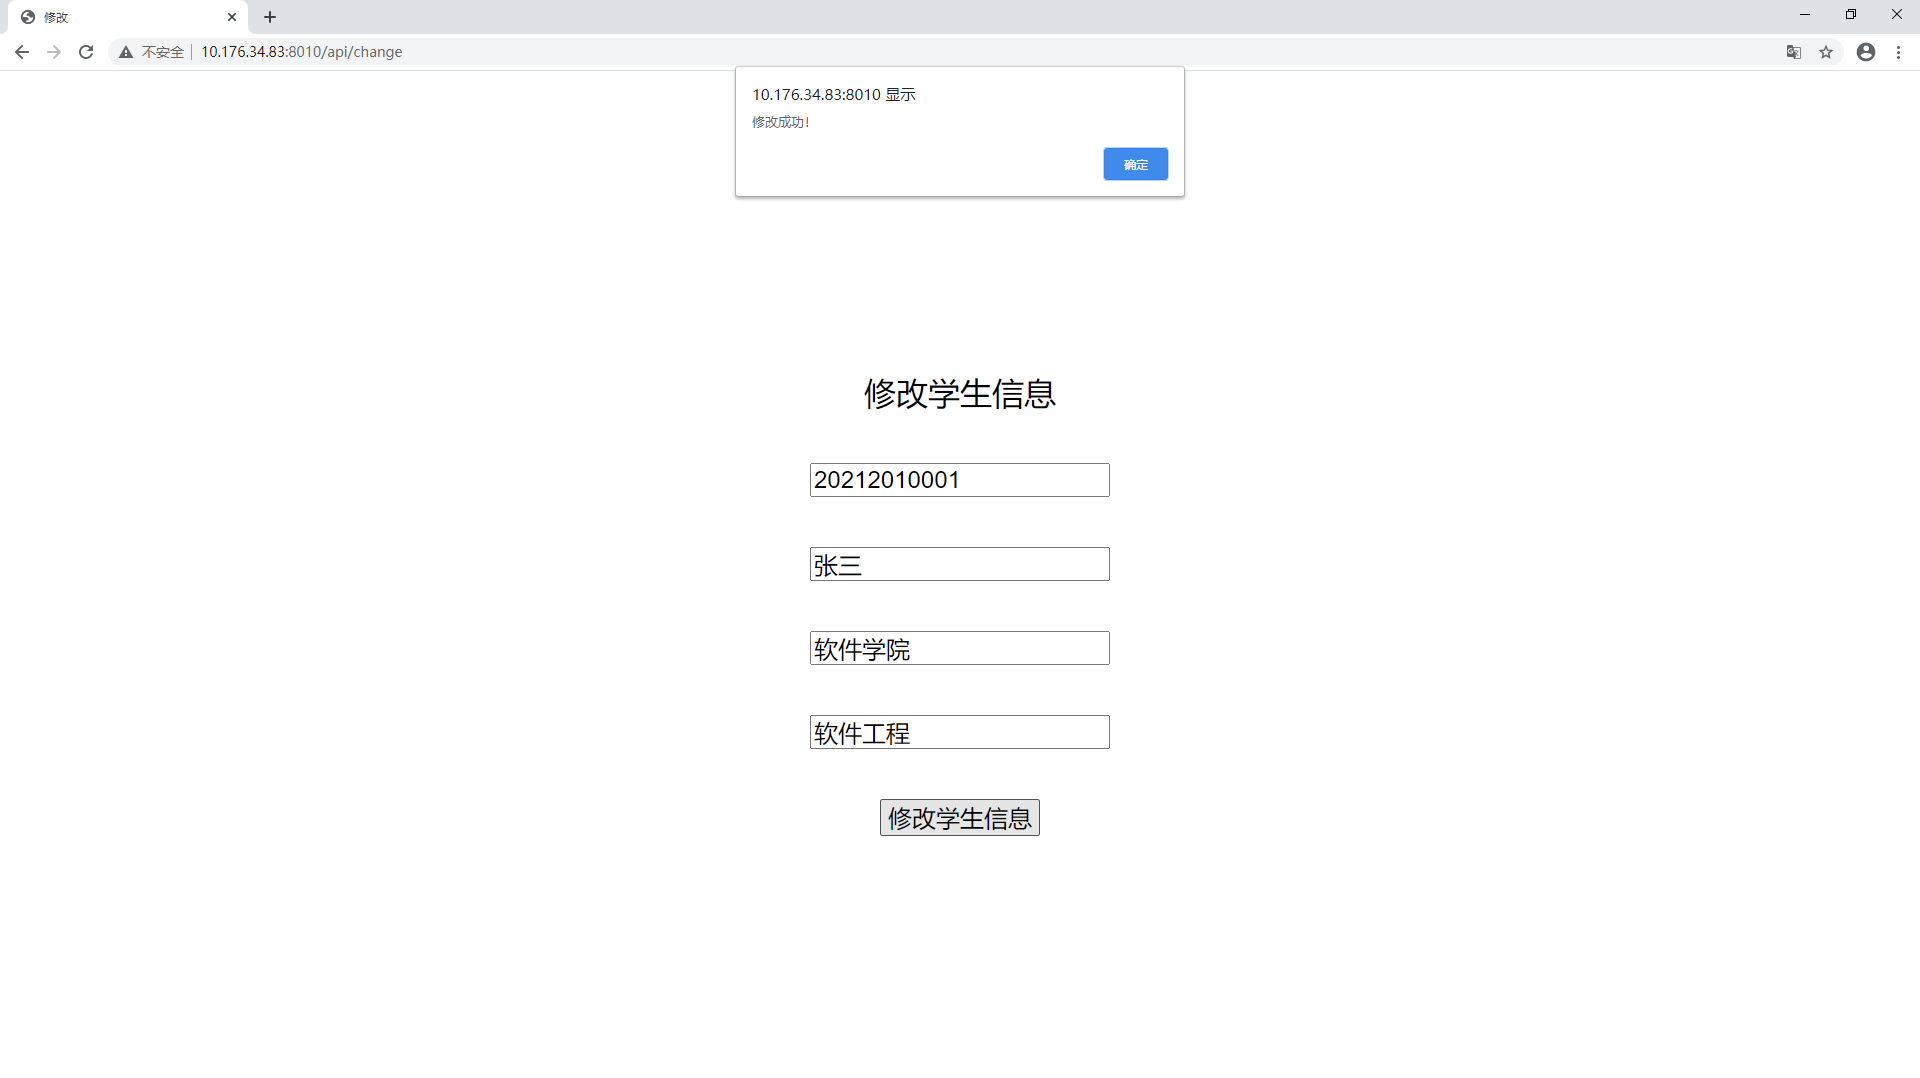 修改
不安全 10.176.34.83:8010/api/change
10.176.34.83:8010 显示
修改成功!
确定
修改学生信息
20212010001
张三
软件学院
软件工程
修改学生信息